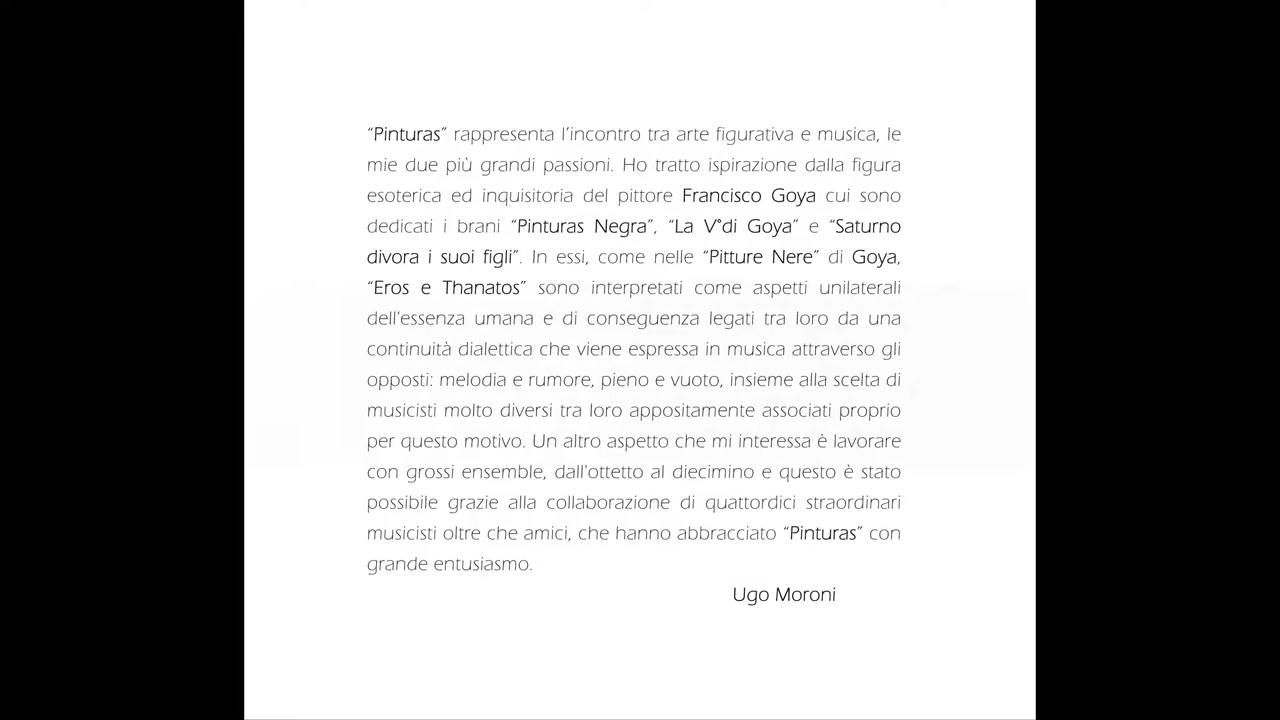 “Pinturas” rappresenta l’incontro tra arte figurativa e musica, le
mie due più grandi passioni. Ho tratto ispirazione dalla figura
esoterica ed inquisitoria del pittore Francisco Goya cui sono
dedicati i brani “Pinturas Negra”, “La V°di Goya” e “Saturno
divora i suoi figli”. In essi, come nelle “Pitture Nere” di Goya,
“Eros e Thanatos” sono interpretati come aspetti unilaterali
dell'essenza umana e di conseguenza legati tra loro da una
continuità dialettica che viene espressa in musica attraverso gli
opposti: melodia e rumore, pieno e vuoto, insieme alla scelta di
musicisti molto diversi tra loro appositamente associati proprio
per questo motivo. Un altro aspetto che mi interessa è lavorare
con grossi ensemble, dall'ottetto al diecimino e questo è stato
possibile grazie alla collaborazione di quattordici straordinari
musicisti oltre che amici, che hanno abbracciato “Pinturas” con
grande entusiasmo.
Ugo Moroni